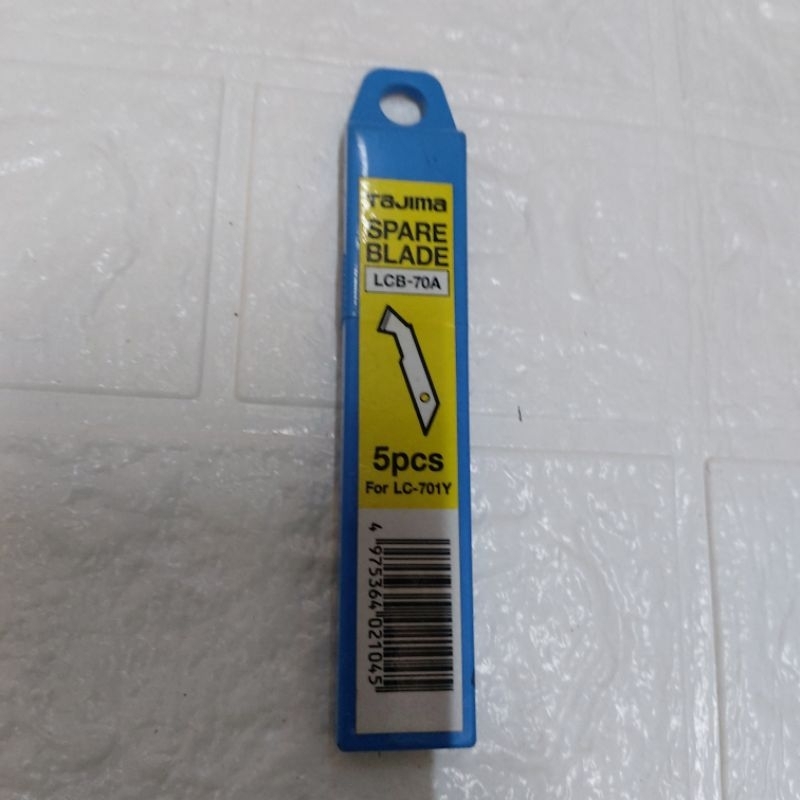 TaJima
SPARE
BLADE
LCB-70A
5pcs
For LC-701Y
4 975364 021045